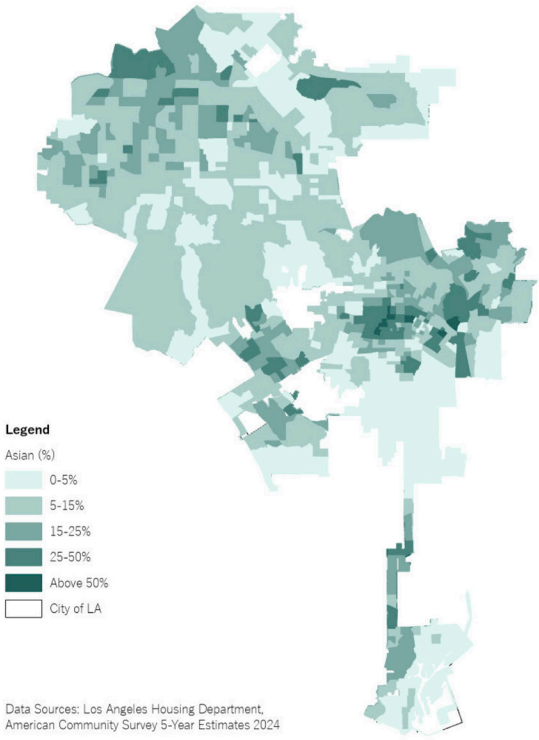 Legend
Asian (%)
0-5%
5-15%
15-25%
25-50%
Above 50%
City of LA
Data Sources: Los Angeles Housing Department,
American Community Survey 5-Year Estimates 2024